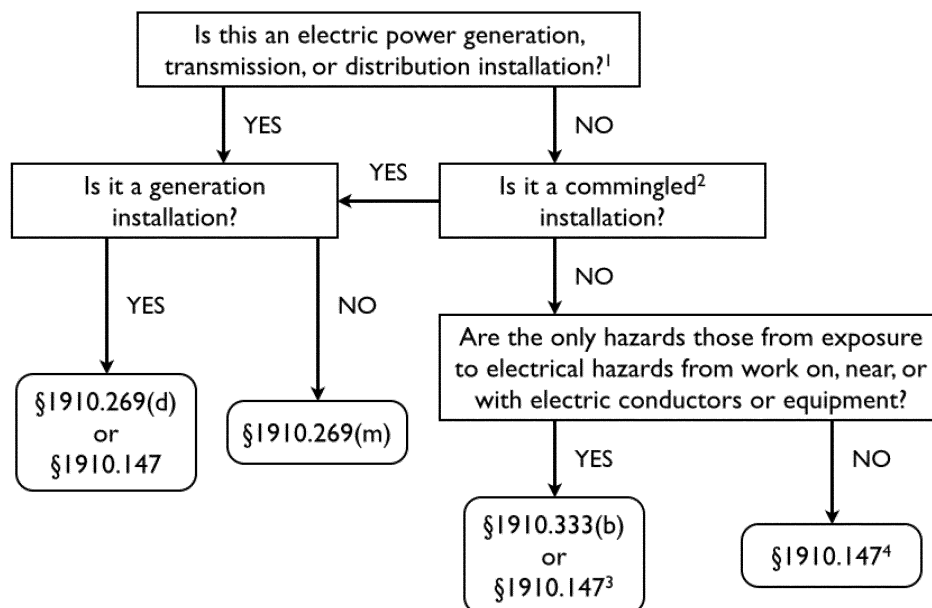 Is this an electric power generation,
transmission, or distribution installation?¹
YES
NO
Is it a generation
installation?
YES
Is it a commingled²
installation?
YES
NO
NO
Are the only hazards those from exposure
to electrical hazards from work on, near, or
with electric conductors or equipment?
§1910.269(d)
or
§1910.147
§1910.269(m)
YES
NO
§1910.333(b)
or
§1910.147³
§1910.147⁴